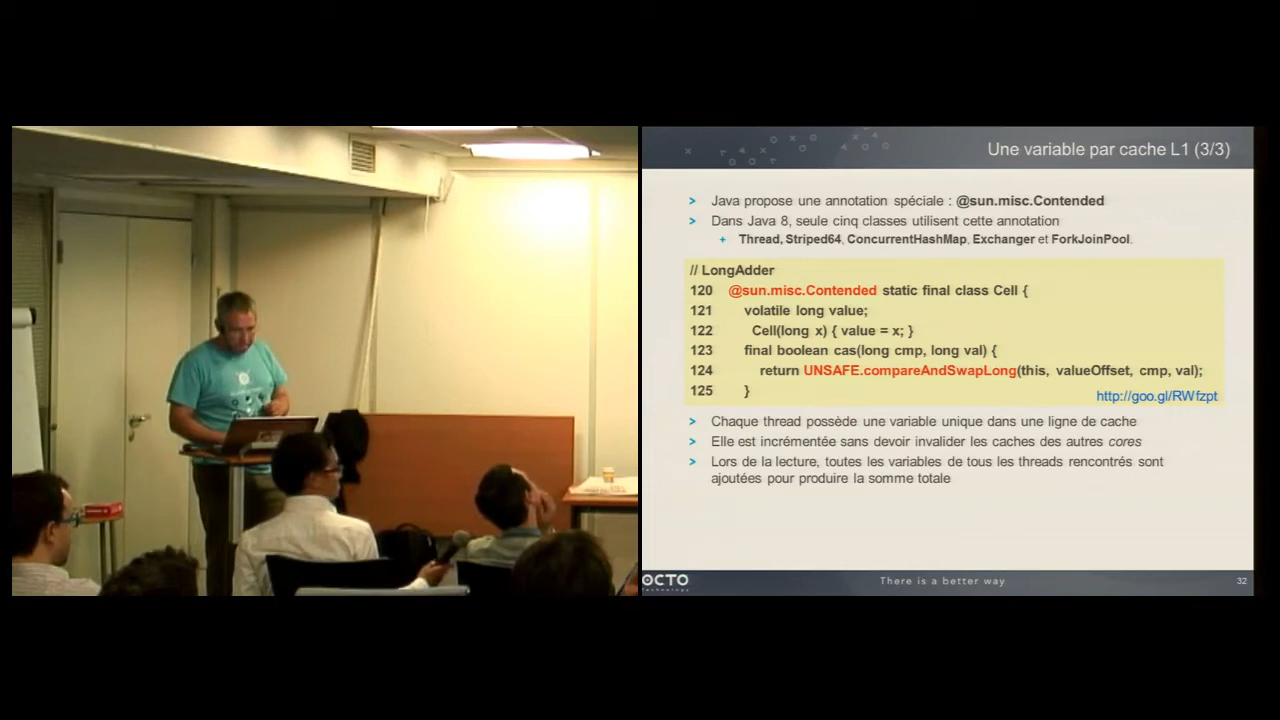 Une variable par cache L1 (3/3)
> Java propose une annotation spéciale : @sun.misc.Contended
> Dans Java 8, seule cinq classes utilisent cette annotation
+ Thread, Striped64, ConcurrentHashMap, Exchanger et ForkJoinPool.
// LongAdder
120 @sun.misc.Contended static final class Cell {
121 volatile long value;
122 Cell(long x) { value = x; }
123 final boolean cas(long cmp, long val) {
124 return UNSAFE.compareAndSwapLong(this, valueOffset, cmp, val);
125 }
http://goo.gl/RWfzpt
> Chaque thread possède une variable unique dans une ligne de cache
> Elle est incrémentée sans devoir invalider les caches des autres cores
> Lors de la lecture, toutes les variables de tous les threads rencontrés sont
ajoutées pour produire la somme totale
OCTO
Technology
There is a better way
32